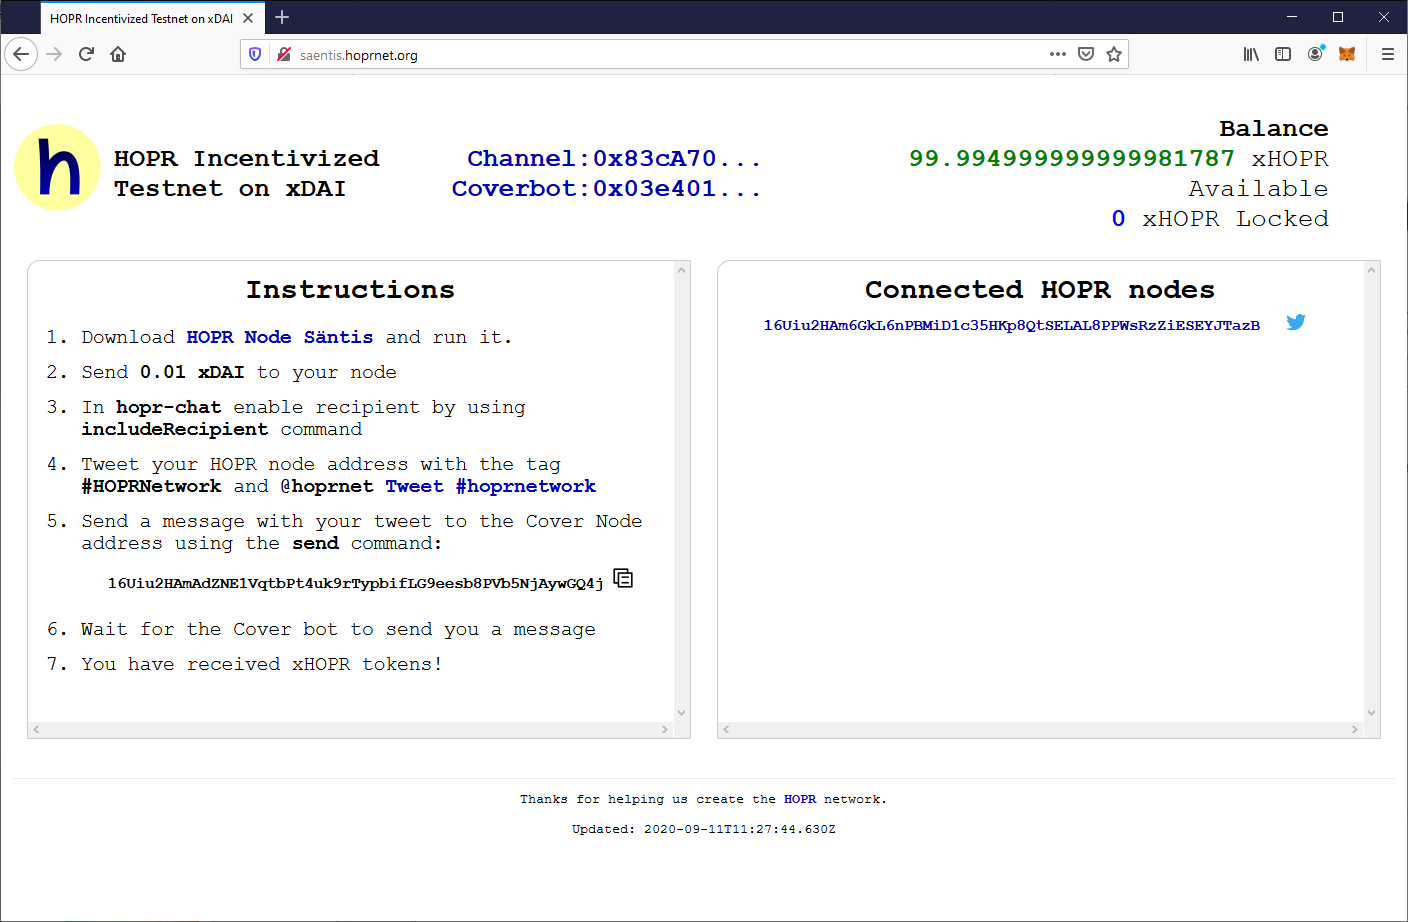 HOPR Incentivized Testnet on xDAI
saentis.hoprnet.org
h
HOPR Incentivized
Testnet on xDAI
Channel:0x83cA70...
Coverbot:0x03e401...
Balance
99.994999999999981787 xHOPR
Available
0 xHOPR Locked
Instructions
1. Download HOPR Node Säntis and run it.
2. Send 0.01 xDAI to your node
3. In hopr-chat enable recipient by using
includeRecipient command
4. Tweet your HOPR node address with the tag
#HOPRNetwork and @hoprnet Tweet #hoprnetwork
5. Send a message with your tweet to the Cover Node
address using the send command:
16Uiu2HAmAdZNE1VqtbPt4uk9rTypbifLG9eesb8PVb5NjAywGQ4j
6. Wait for the Cover bot to send you a message
7. You have received xHOPR tokens!
Connected HOPR nodes
16Uiu2HAm6GkL6nPBMiD1c35HKp8QtSELAL8PPWsRzZiESEYJTazB
Thanks for helping us create the HOPR network.
Updated: 2020-09-11T11:27:44.630Z